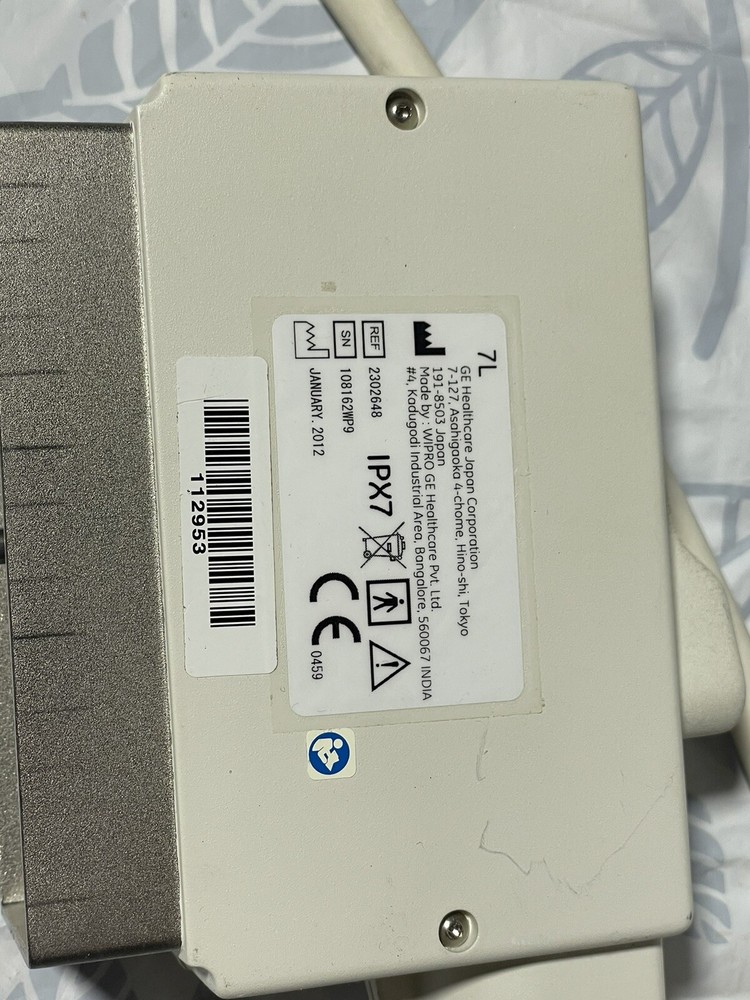 7L
GE Healthcare Japan Corporation
7-127, Asahigaoka 4-chome, Hino-shi, Tokyo
191-8503 Japan
Made by : WIPRO GE Healthcare Pvt. Ltd.
#4, Kadugodi Industrial Area, Bangalore, 560067 INDIA
REF 2302648
SN 108162WP9
JANUARY. 2012
IPX7
CE 0459
112953